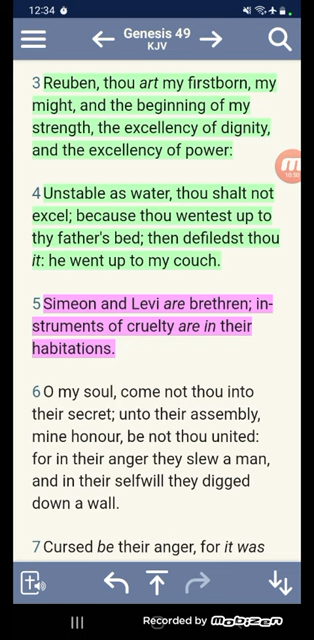 12:34
Genesis 49
KJV
3 Reuben, thou art my firstborn, my
might, and the beginning of my
strength, the excellency of dignity,
and the excellency of power:
4 Unstable as water, thou shalt not
excel; because thou wentest up to
thy father's bed; then defiledst thou
it: he went up to my couch.
5 Simeon and Levi are brethren; in-
struments of cruelty are in their
habitations.
6 O my soul, come not thou into
their secret; unto their assembly,
mine honour, be not thou united:
for in their anger they slew a man,
and in their selfwill they digged
down a wall.
7 Cursed be their anger, for it was
Recorded by Mobizen